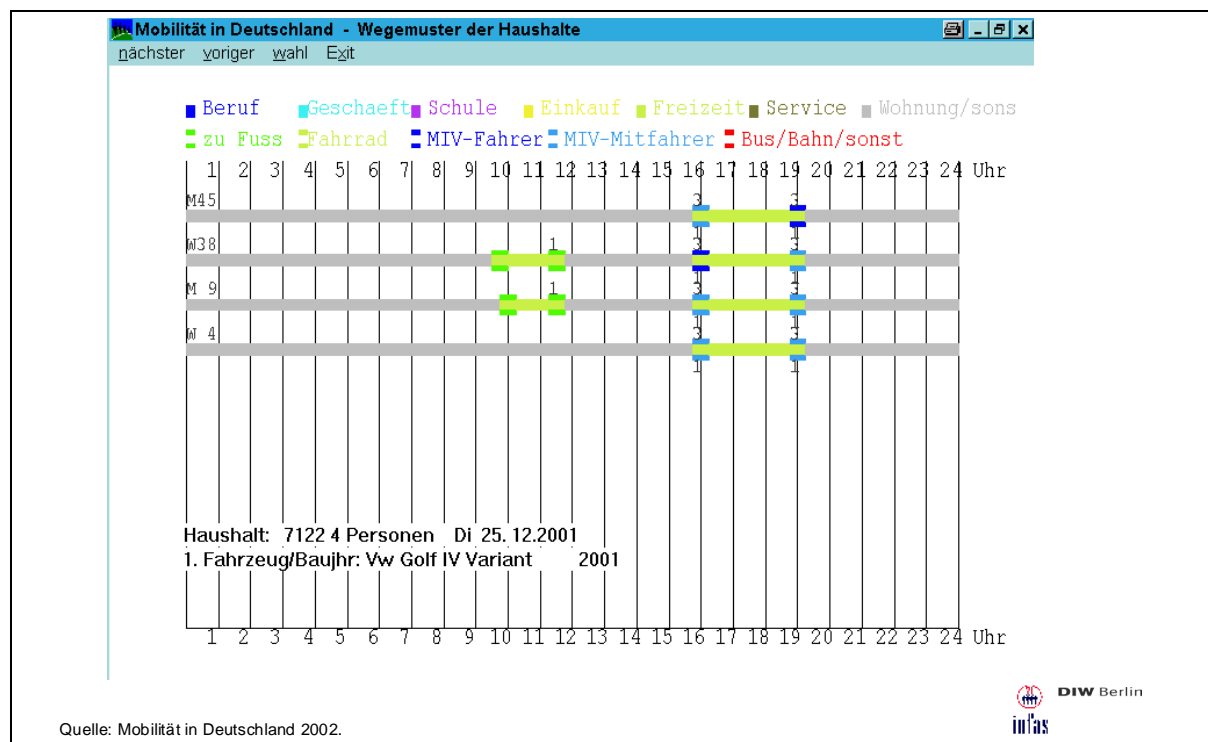 Mobilität in Deutschland - Wegemuster der Haushalte
nächster voriger wahl Exit
Beruf Geschaeft Schule Einkauf Freizeit Service Wohnung/sons
zu Fuss Fahrrad MIV-Fahrer MIV-Mitfahrer Bus/Bahn/sonst
1 2 3 4 5 6 7 8 9 10 11 12 13 14 15 16 17 18 19 20 21 22 23 24 Uhr
M45 3 3
1 1
W38 1 3 3
1 1
M 9 1 3 3
1 1
W 4 3 3
1 1
Haushalt: 7122 4 Personen Di 25. 12.2001
1. Fahrzeug/Baujhr: Vw Golf IV Variant 2001
1 2 3 4 5 6 7 8 9 10 11 12 13 14 15 16 17 18 19 20 21 22 23 24 Uhr
DIW Berlin
infas
Quelle: Mobilität in Deutschland 2002.